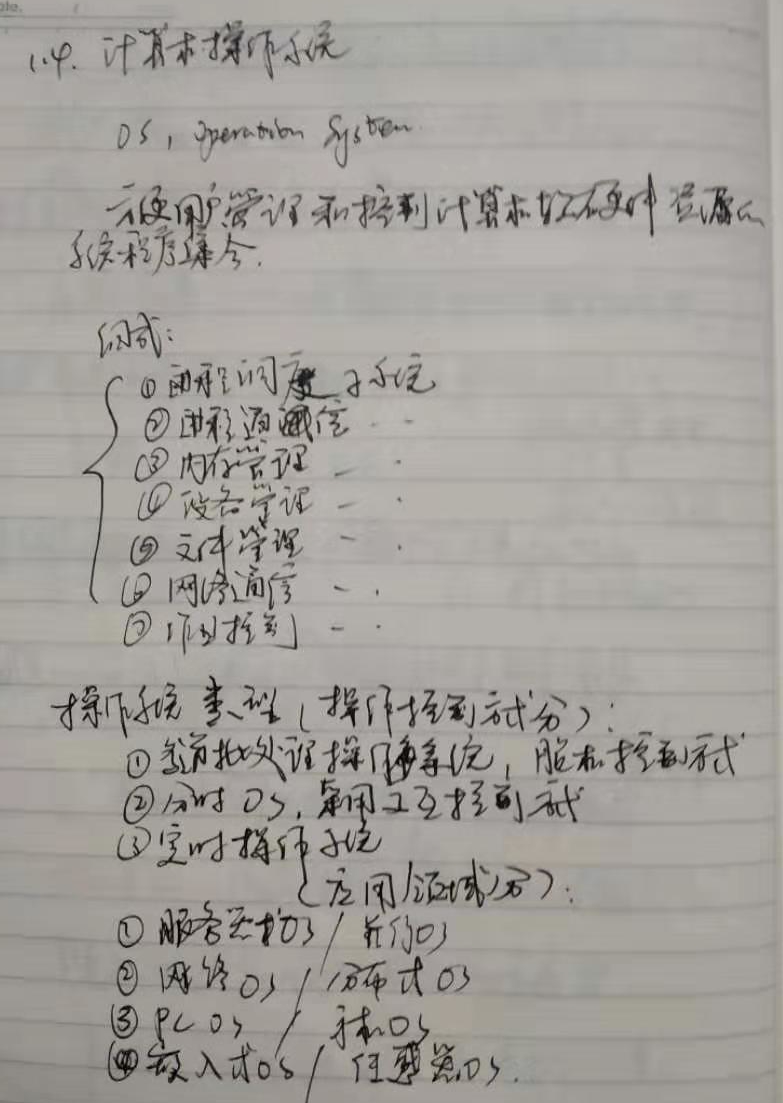 1.4. 计算机操作系统
OS, Operation System.
方便用户管理和控制计算机软硬件资源的
系统程序集合.
组成:
① 进程调度子系统
② 进程通信 - -
③ 内存管理 - -
④ 设备管理 - -
⑤ 文件管理 - -
⑥ 网络通信 - -
⑦ 作业控制 - -
操作系统类型(操作控制方式分):
① 多道批处理操作系统, 脱机控制方式
② 分时OS, 采用交互控制方式
③ 实时操作系统
(应用领域分):
① 服务器OS / 并行OS
② 网络OS / 分布式OS
③ PC OS / 手机OS
④ 嵌入式OS / 传感器OS.